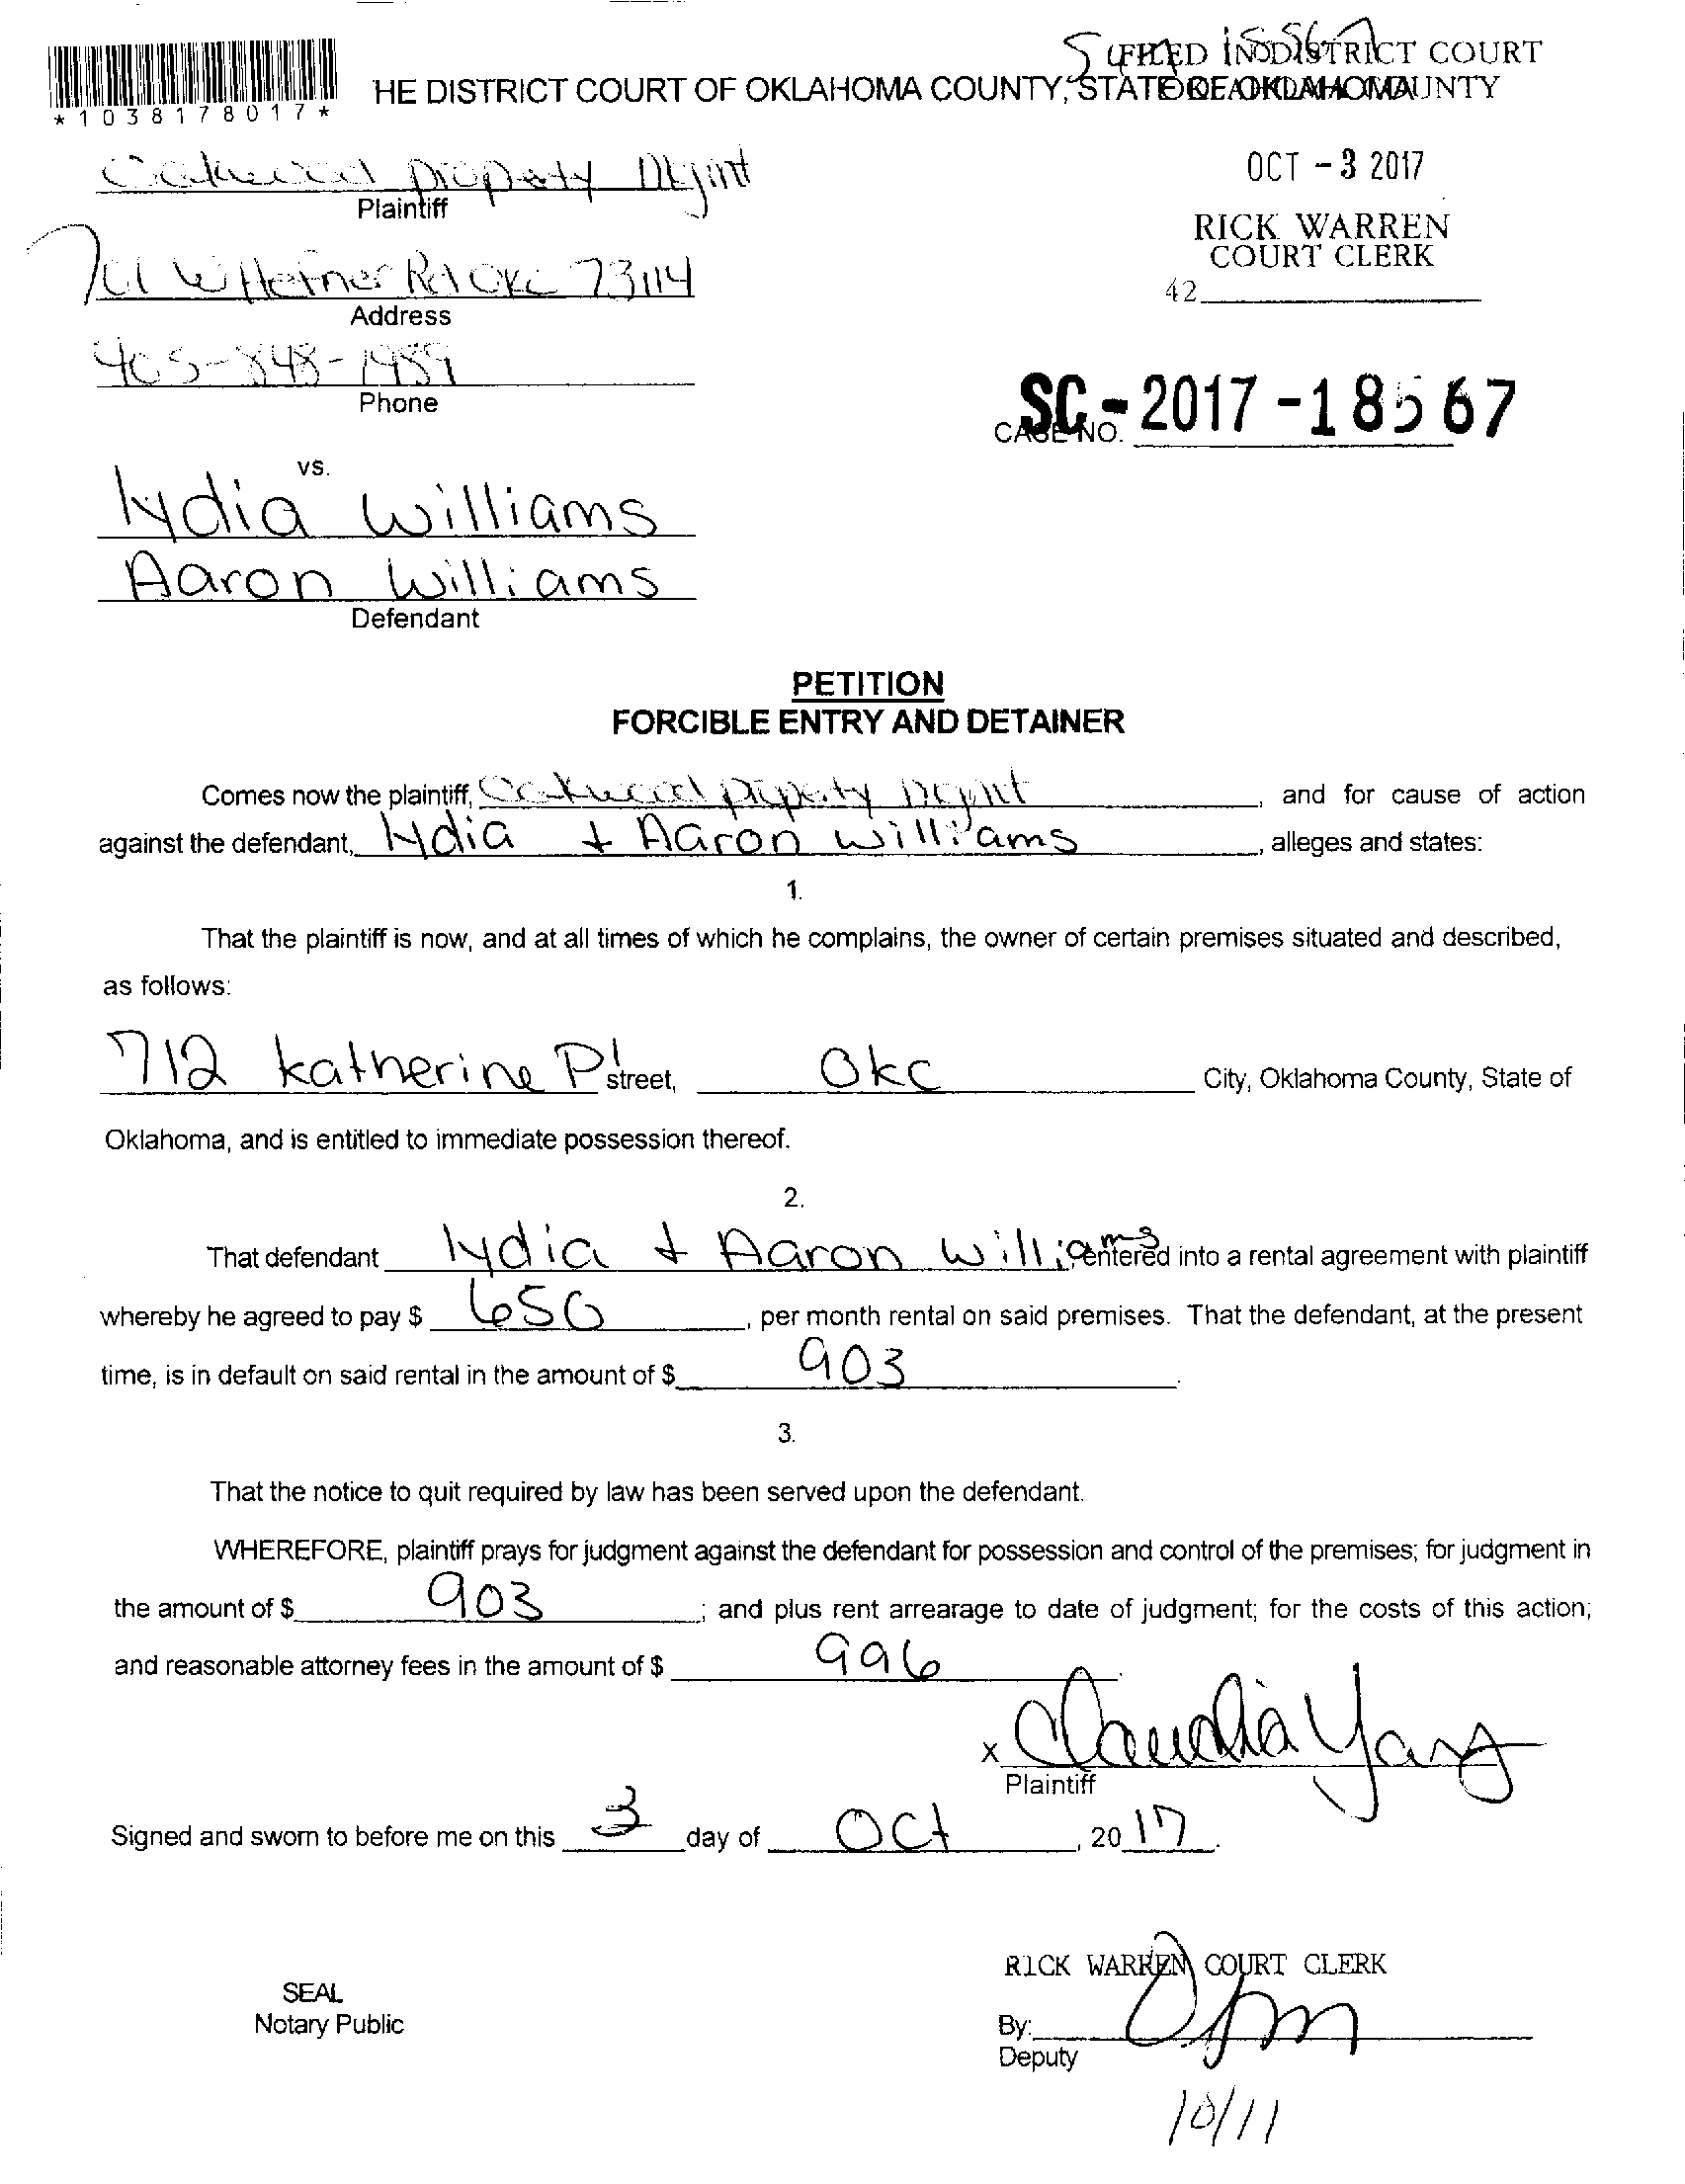 FILED IN DISTRICT COURT
HE DISTRICT COURT OF OKLAHOMA COUNTY, STATE OF OKLAHOMA
OKLAHOMA COUNTY
*1038178017*
Oakwood Property Mgmt
Plaintiff
OCT -3 2017
RICK WARREN
COURT CLERK
42
701 W Hefner Rd OKC 73114
Address
405-848-1489
Phone
SC-2017-18567
CASE NO.
vs.
lydia williams
Aaron Williams
Defendant
PETITION
FORCIBLE ENTRY AND DETAINER
Comes now the plaintiff, Oakwood Property Mgmt, and for cause of action
against the defendant, lydia + Aaron williams, alleges and states:
1.
That the plaintiff is now, and at all times of which he complains, the owner of certain premises situated and described,
as follows:
712 katherine Pl street, Okc City, Oklahoma County, State of
Oklahoma, and is entitled to immediate possession thereof.
2.
That defendant lydia + Aaron Williams entered into a rental agreement with plaintiff
whereby he agreed to pay $ 650, per month rental on said premises. That the defendant, at the present
time, is in default on said rental in the amount of $ 903.
3.
That the notice to quit required by law has been served upon the defendant.
WHEREFORE, plaintiff prays for judgment against the defendant for possession and control of the premises; for judgment in
the amount of $ 903; and plus rent arrearage to date of judgment; for the costs of this action;
and reasonable attorney fees in the amount of $ 996.
x Claudia Yang
Plaintiff
Signed and sworn to before me on this 3 day of Oct, 2017.
RICK WARREN COURT CLERK
SEAL
Notary Public
By:
Deputy
10/11